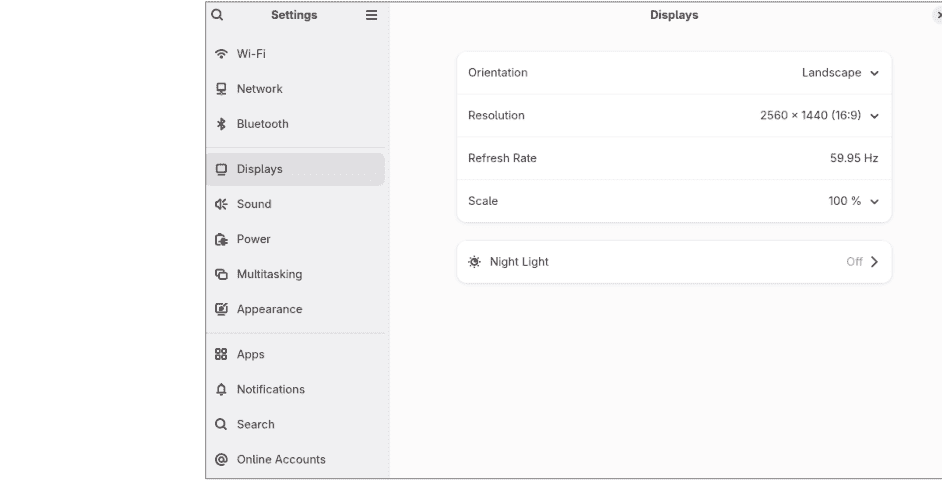 Settings
Displays
Wi-Fi
Network
Bluetooth
Displays
Sound
Power
Multitasking
Appearance
Apps
Notifications
Search
Online Accounts
Orientation Landscape
Resolution 2560 × 1440 (16:9)
Refresh Rate 59.95 Hz
Scale 100 %
Night Light Off